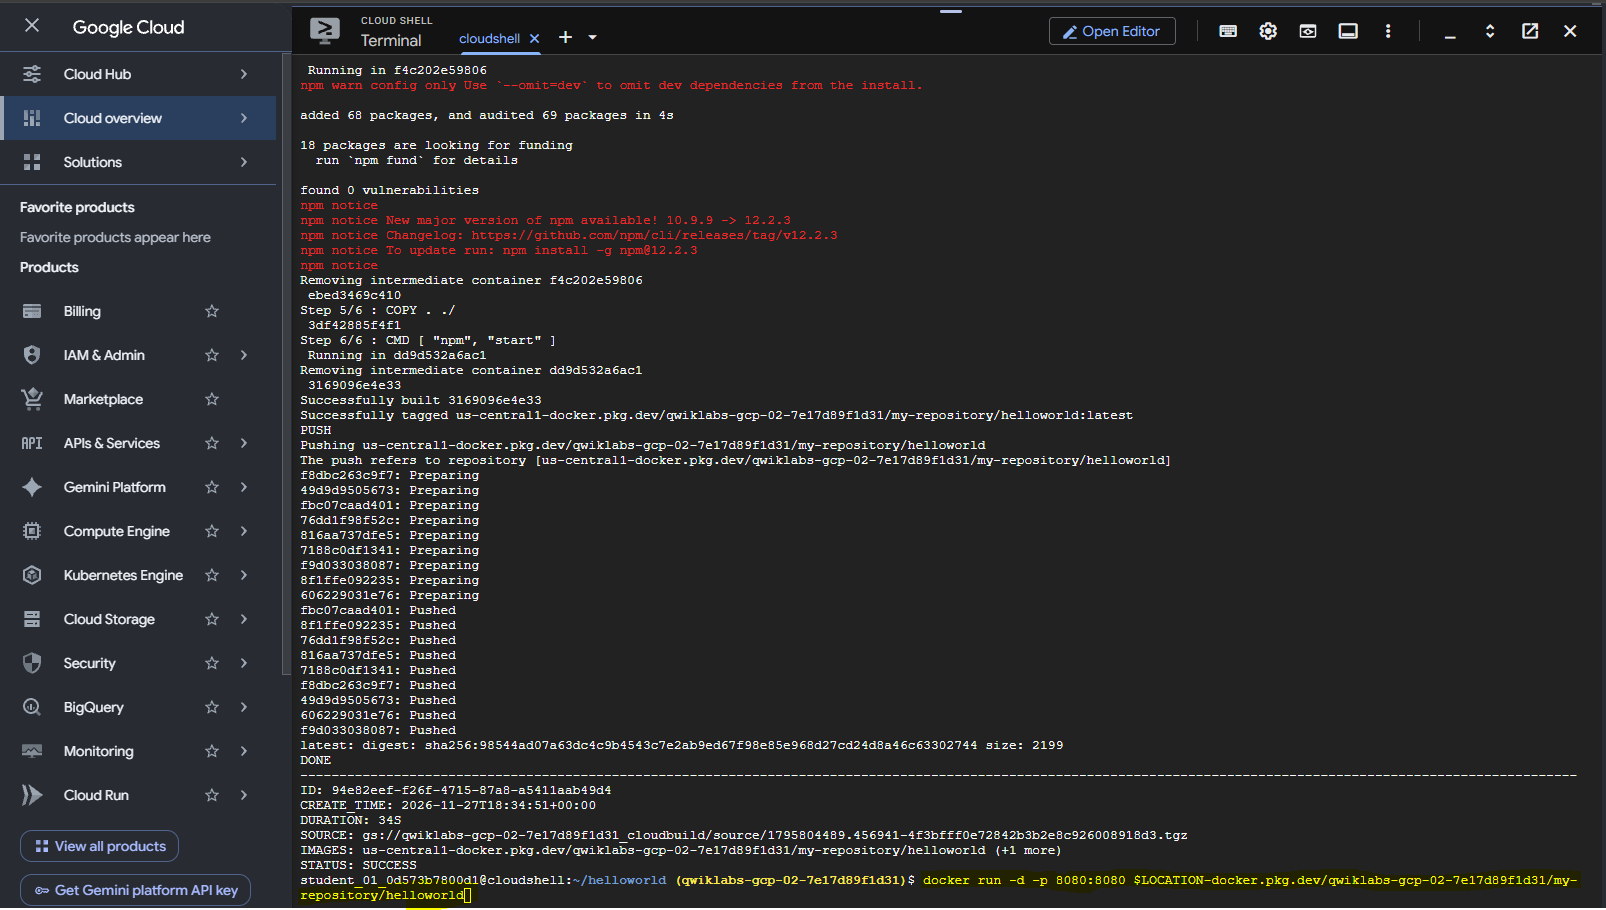 Google Cloud
Cloud Hub
Cloud overview
Solutions
Favorite products
Favorite products appear here
Products
Billing
IAM & Admin
Marketplace
API APIs & Services
Gemini Platform
Compute Engine
Kubernetes Engine
Cloud Storage
Security
BigQuery
Monitoring
Cloud Run
View all products
Get Gemini platform API key
CLOUD SHELL
Terminal
cloudshell
Open Editor
Running in f4c202e59806
npm warn config only Use `--omit=dev` to omit dev dependencies from the install.
added 68 packages, and audited 69 packages in 4s
18 packages are looking for funding
run `npm fund` for details
found 0 vulnerabilities
npm notice
npm notice New major version of npm available! 10.9.9 -> 12.2.3
npm notice Changelog: https://github.com/npm/cli/releases/tag/v12.2.3
npm notice To update run: npm install -g npm@12.2.3
npm notice
Removing intermediate container f4c202e59806
ebed3469c410
Step 5/6 : COPY . ./
3df42885f4f1
Step 6/6 : CMD [ "npm", "start" ]
Running in dd9d532a6ac1
Removing intermediate container dd9d532a6ac1
3169096e4e33
Successfully built 3169096e4e33
Successfully tagged us-central1-docker.pkg.dev/qwiklabs-gcp-02-7e17d89f1d31/my-repository/helloworld:latest
PUSH
Pushing us-central1-docker.pkg.dev/qwiklabs-gcp-02-7e17d89f1d31/my-repository/helloworld
The push refers to repository [us-central1-docker.pkg.dev/qwiklabs-gcp-02-7e17d89f1d31/my-repository/helloworld]
f8dbc263c9f7: Preparing
49d9d9505673: Preparing
fbc07caad401: Preparing
76dd1f98f52c: Preparing
816aa737dfe5: Preparing
7188c0df1341: Preparing
f9d033038087: Preparing
8f1ffe092235: Preparing
606229031e76: Preparing
fbc07caad401: Pushed
8f1ffe092235: Pushed
76dd1f98f52c: Pushed
816aa737dfe5: Pushed
7188c0df1341: Pushed
f8dbc263c9f7: Pushed
49d9d9505673: Pushed
606229031e76: Pushed
f9d033038087: Pushed
latest: digest: sha256:98544ad07a63dc4c9b4543c7e2ab9ed67f98e85e968d27cd24d8a46c63302744 size: 2199
DONE
--------------------------------------------------------------------------------------------------------------------------------------------------------------------
ID: 94e82eef-f26f-4715-87a8-a5411aab49d4
CREATE_TIME: 2026-11-27T18:34:51+00:00
DURATION: 34S
SOURCE: gs://qwiklabs-gcp-02-7e17d89f1d31_cloudbuild/source/1795804489.456941-4f3bfff0e72842b3b2e8c926008918d3.tgz
IMAGES: us-central1-docker.pkg.dev/qwiklabs-gcp-02-7e17d89f1d31/my-repository/helloworld (+1 more)
STATUS: SUCCESS
student_01_0d573b7800d1@cloudshell:~/helloworld (qwiklabs-gcp-02-7e17d89f1d31)$ docker run -d -p 8080:8080 $LOCATION-docker.pkg.dev/qwiklabs-gcp-02-7e17d89f1d31/my-
repository/helloworld